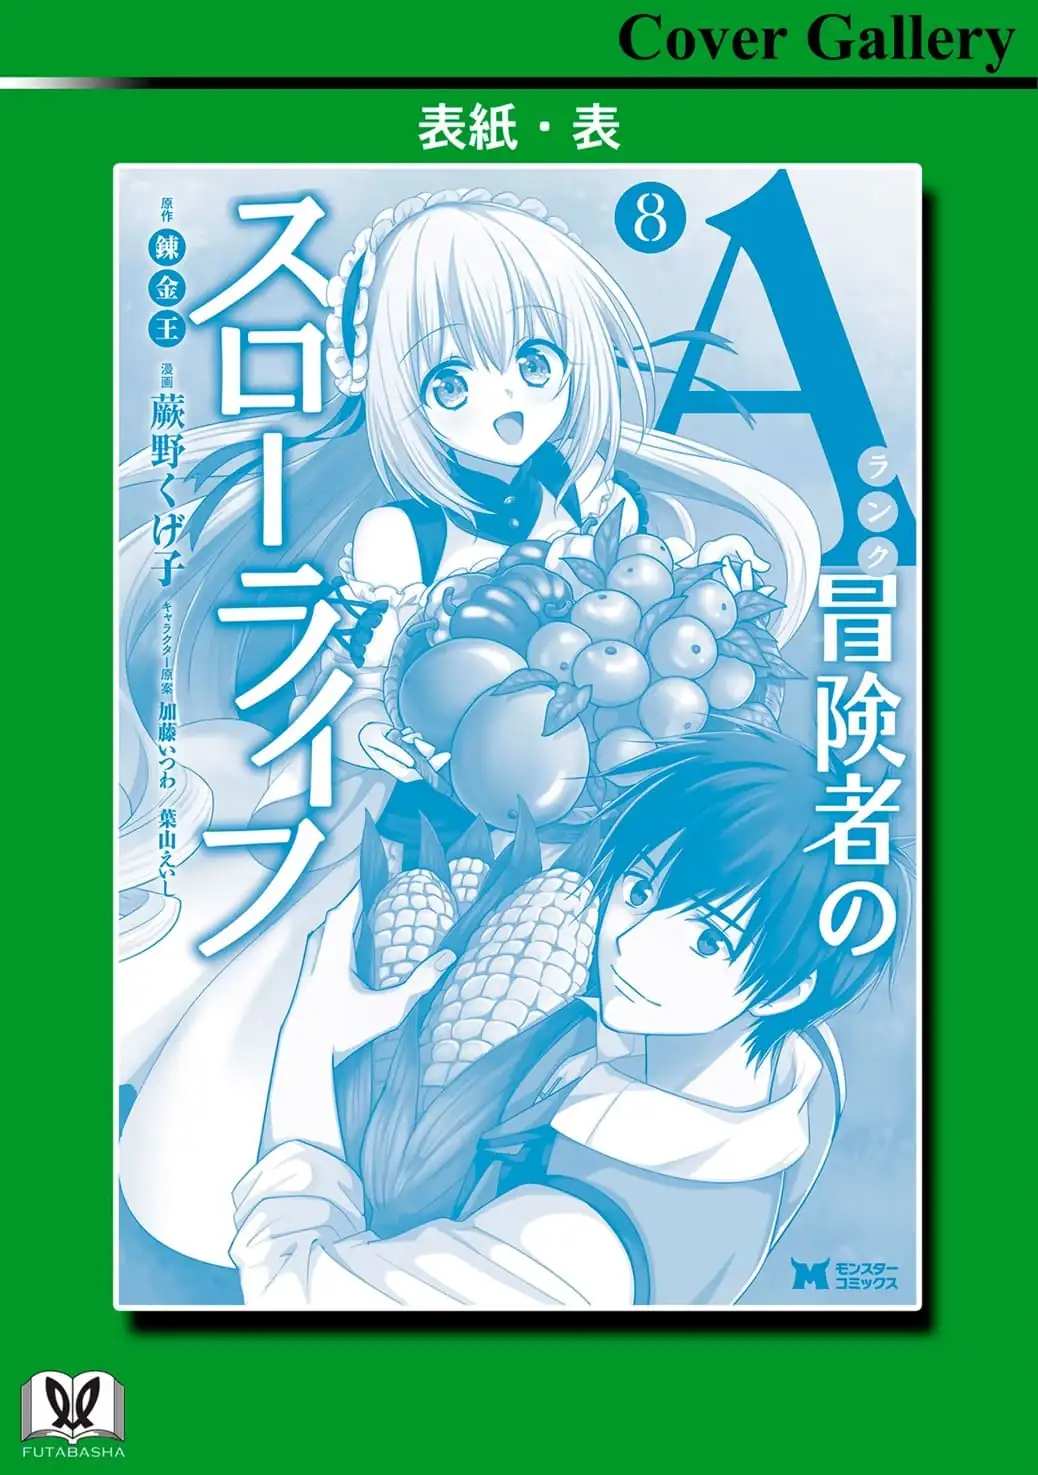 Cover Gallery
表紙・表
8
A
ランク
冒険者の
スローライフ
原作 錬金王
漫画 蕨野くげ子
キャラクター原案 加藤いつわ/葉山えいし
M モンスター
コミックス
FUTABASHA